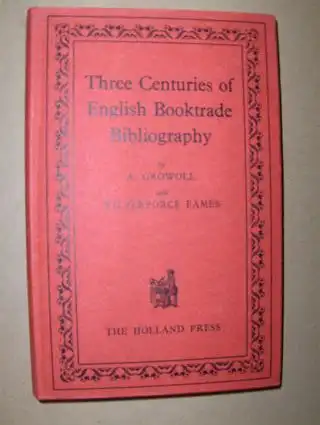 Three Centuries of
English Booktrade
Bibliography
by
A. GROWOLL
and
WILBERFORCE EAMES
THE HOLLAND PRESS